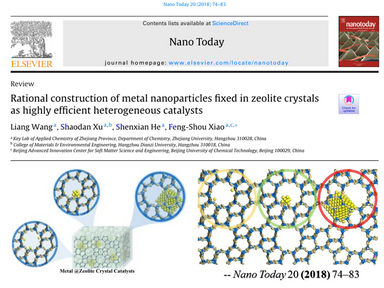 Nano Today 20 (2018) 74–83
Contents lists available at ScienceDirect
Nano Today
journal homepage: www.elsevier.com/locate/nanotoday
ELSEVIER
nanotoday
Review
Rational construction of metal nanoparticles fixed in zeolite crystals
as highly efficient heterogeneous catalysts
Liang Wang a, Shaodan Xu a,b, Shenxian He a, Feng-Shou Xiao a,c,*
a Key Lab of Applied Chemistry of Zhejiang Province, Department of Chemistry, Zhejiang University, Hangzhou 310028, China
b College of Materials & Environmental Engineering, Hangzhou Dianzi University, Hangzhou 310018, China
c Beijing Advanced Innovation Center for Soft Matter Science and Engineering, Beijing University of Chemical Technology, Beijing 100029, China
Metal @Zeolite Crystal Catalysts
-- Nano Today 20 (2018) 74–83